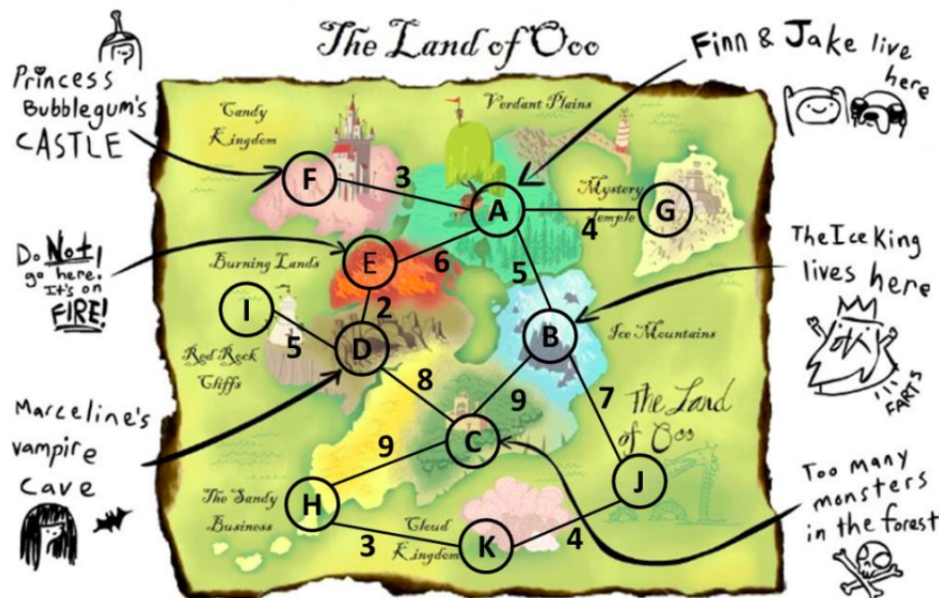 The Land of Ooo
Princess
Bubblegum's
CASTLE
Finn & Jake live
here
Candy
Kingdom
Verdant Plains
F
3
A
Mystery
Temple
G
4
Do Not
go here!
It's on
FIRE!
Burning Lands
E
6
5
The Ice King
lives here
I
2
5
D
B
Ice Mountains
Red Rock
Cliffs
8
9
7
The Land
of Ooo
FARTS
Marceline's
vampire
cave
C
9
J
Too many
monsters
in the forest
The Sandy
Business
H
3
Cloud
Kingdom
K
4